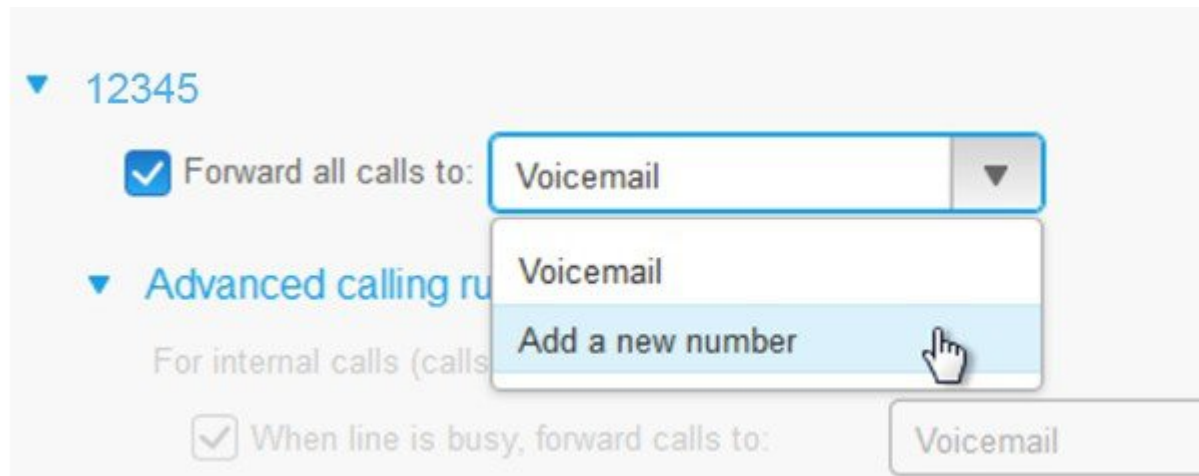 12345
Forward all calls to: Voicemail
Voicemail
Advanced calling ru
Add a new number
For internal calls (calls
When line is busy, forward calls to: Voicemail